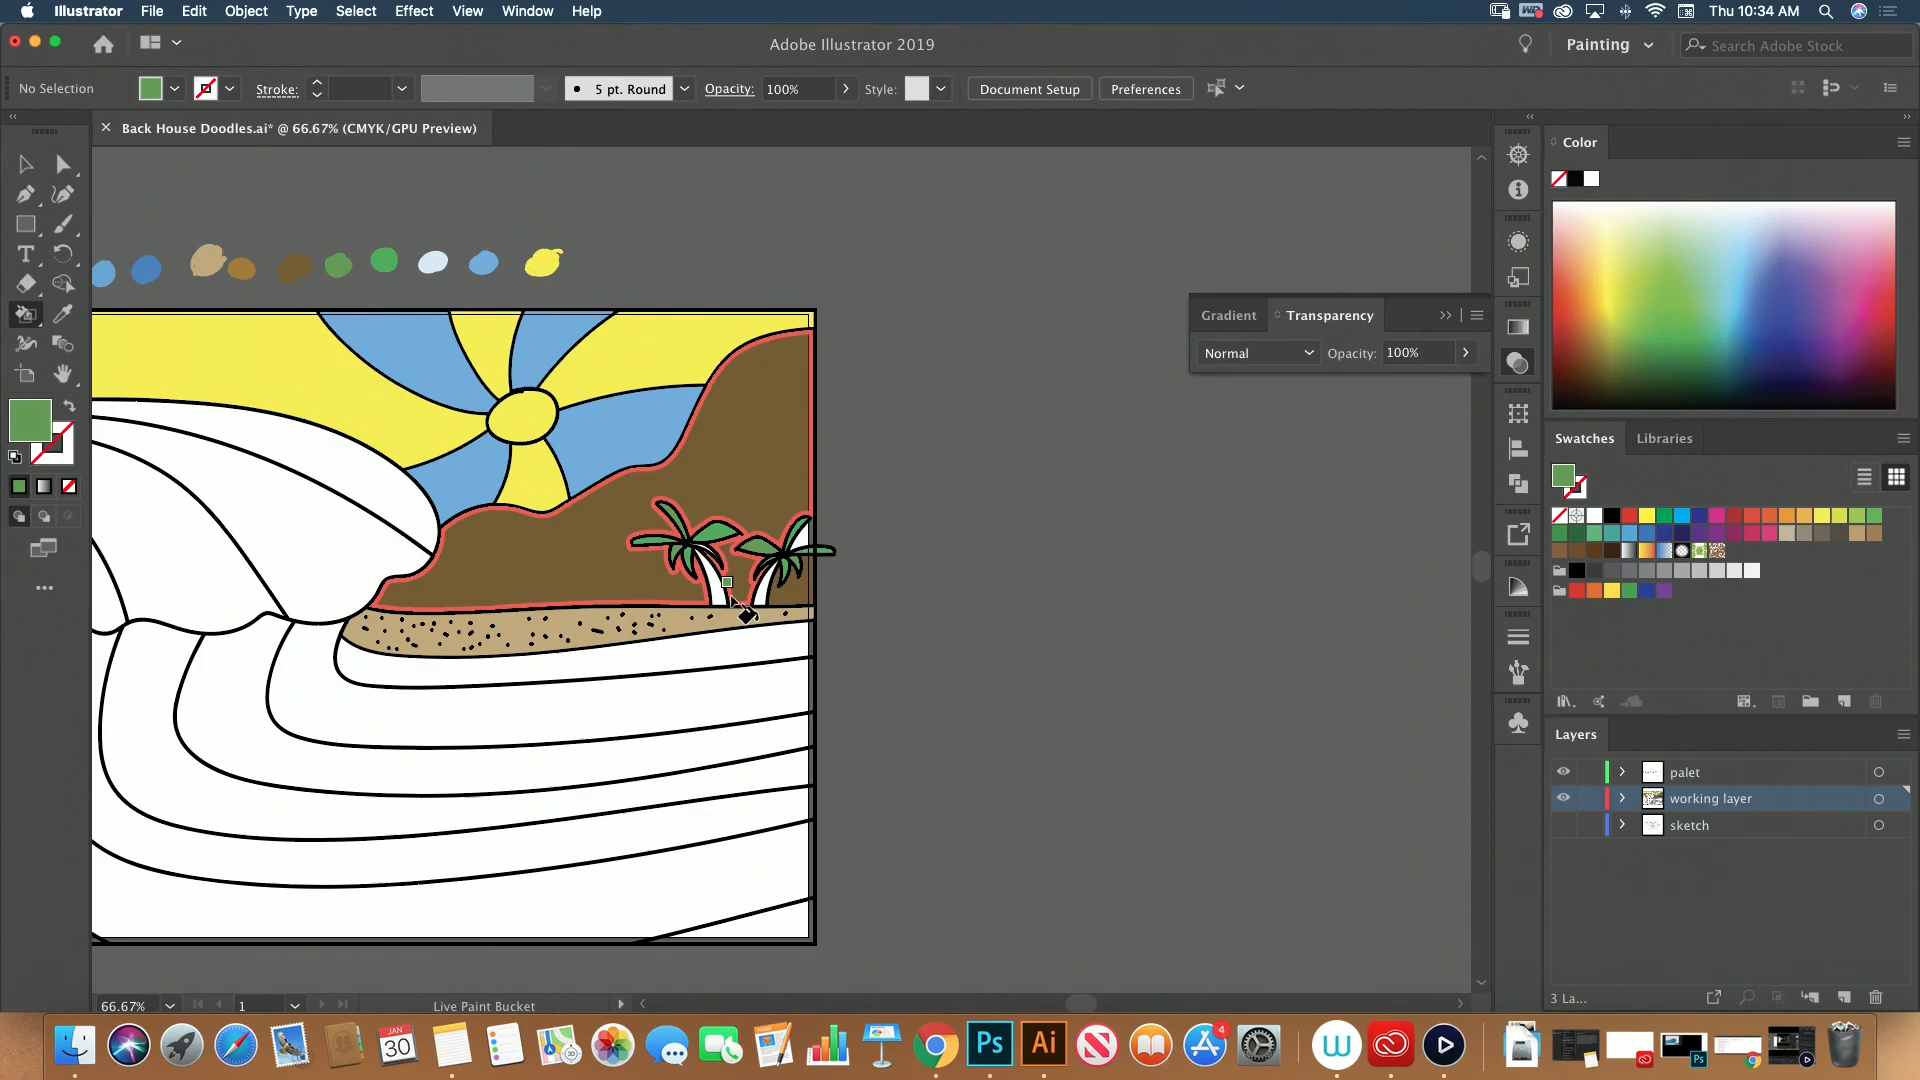 Illustrator File Edit Object Type Select Effect View Window Help
Thu 10:34 AM
Adobe Illustrator 2019
Painting
Search Adobe Stock
No Selection
Stroke:
5 pt. Round
Opacity: 100%
Style:
Document Setup
Preferences
Back House Doodles.ai* @ 66.67% (CMYK/GPU Preview)
Color
Gradient
Transparency
Normal
Opacity: 100%
Swatches
Libraries
Layers
palet
working layer
sketch
3 La...
66.67%
1
Live Paint Bucket
JAN
30
4
Ps
Ai